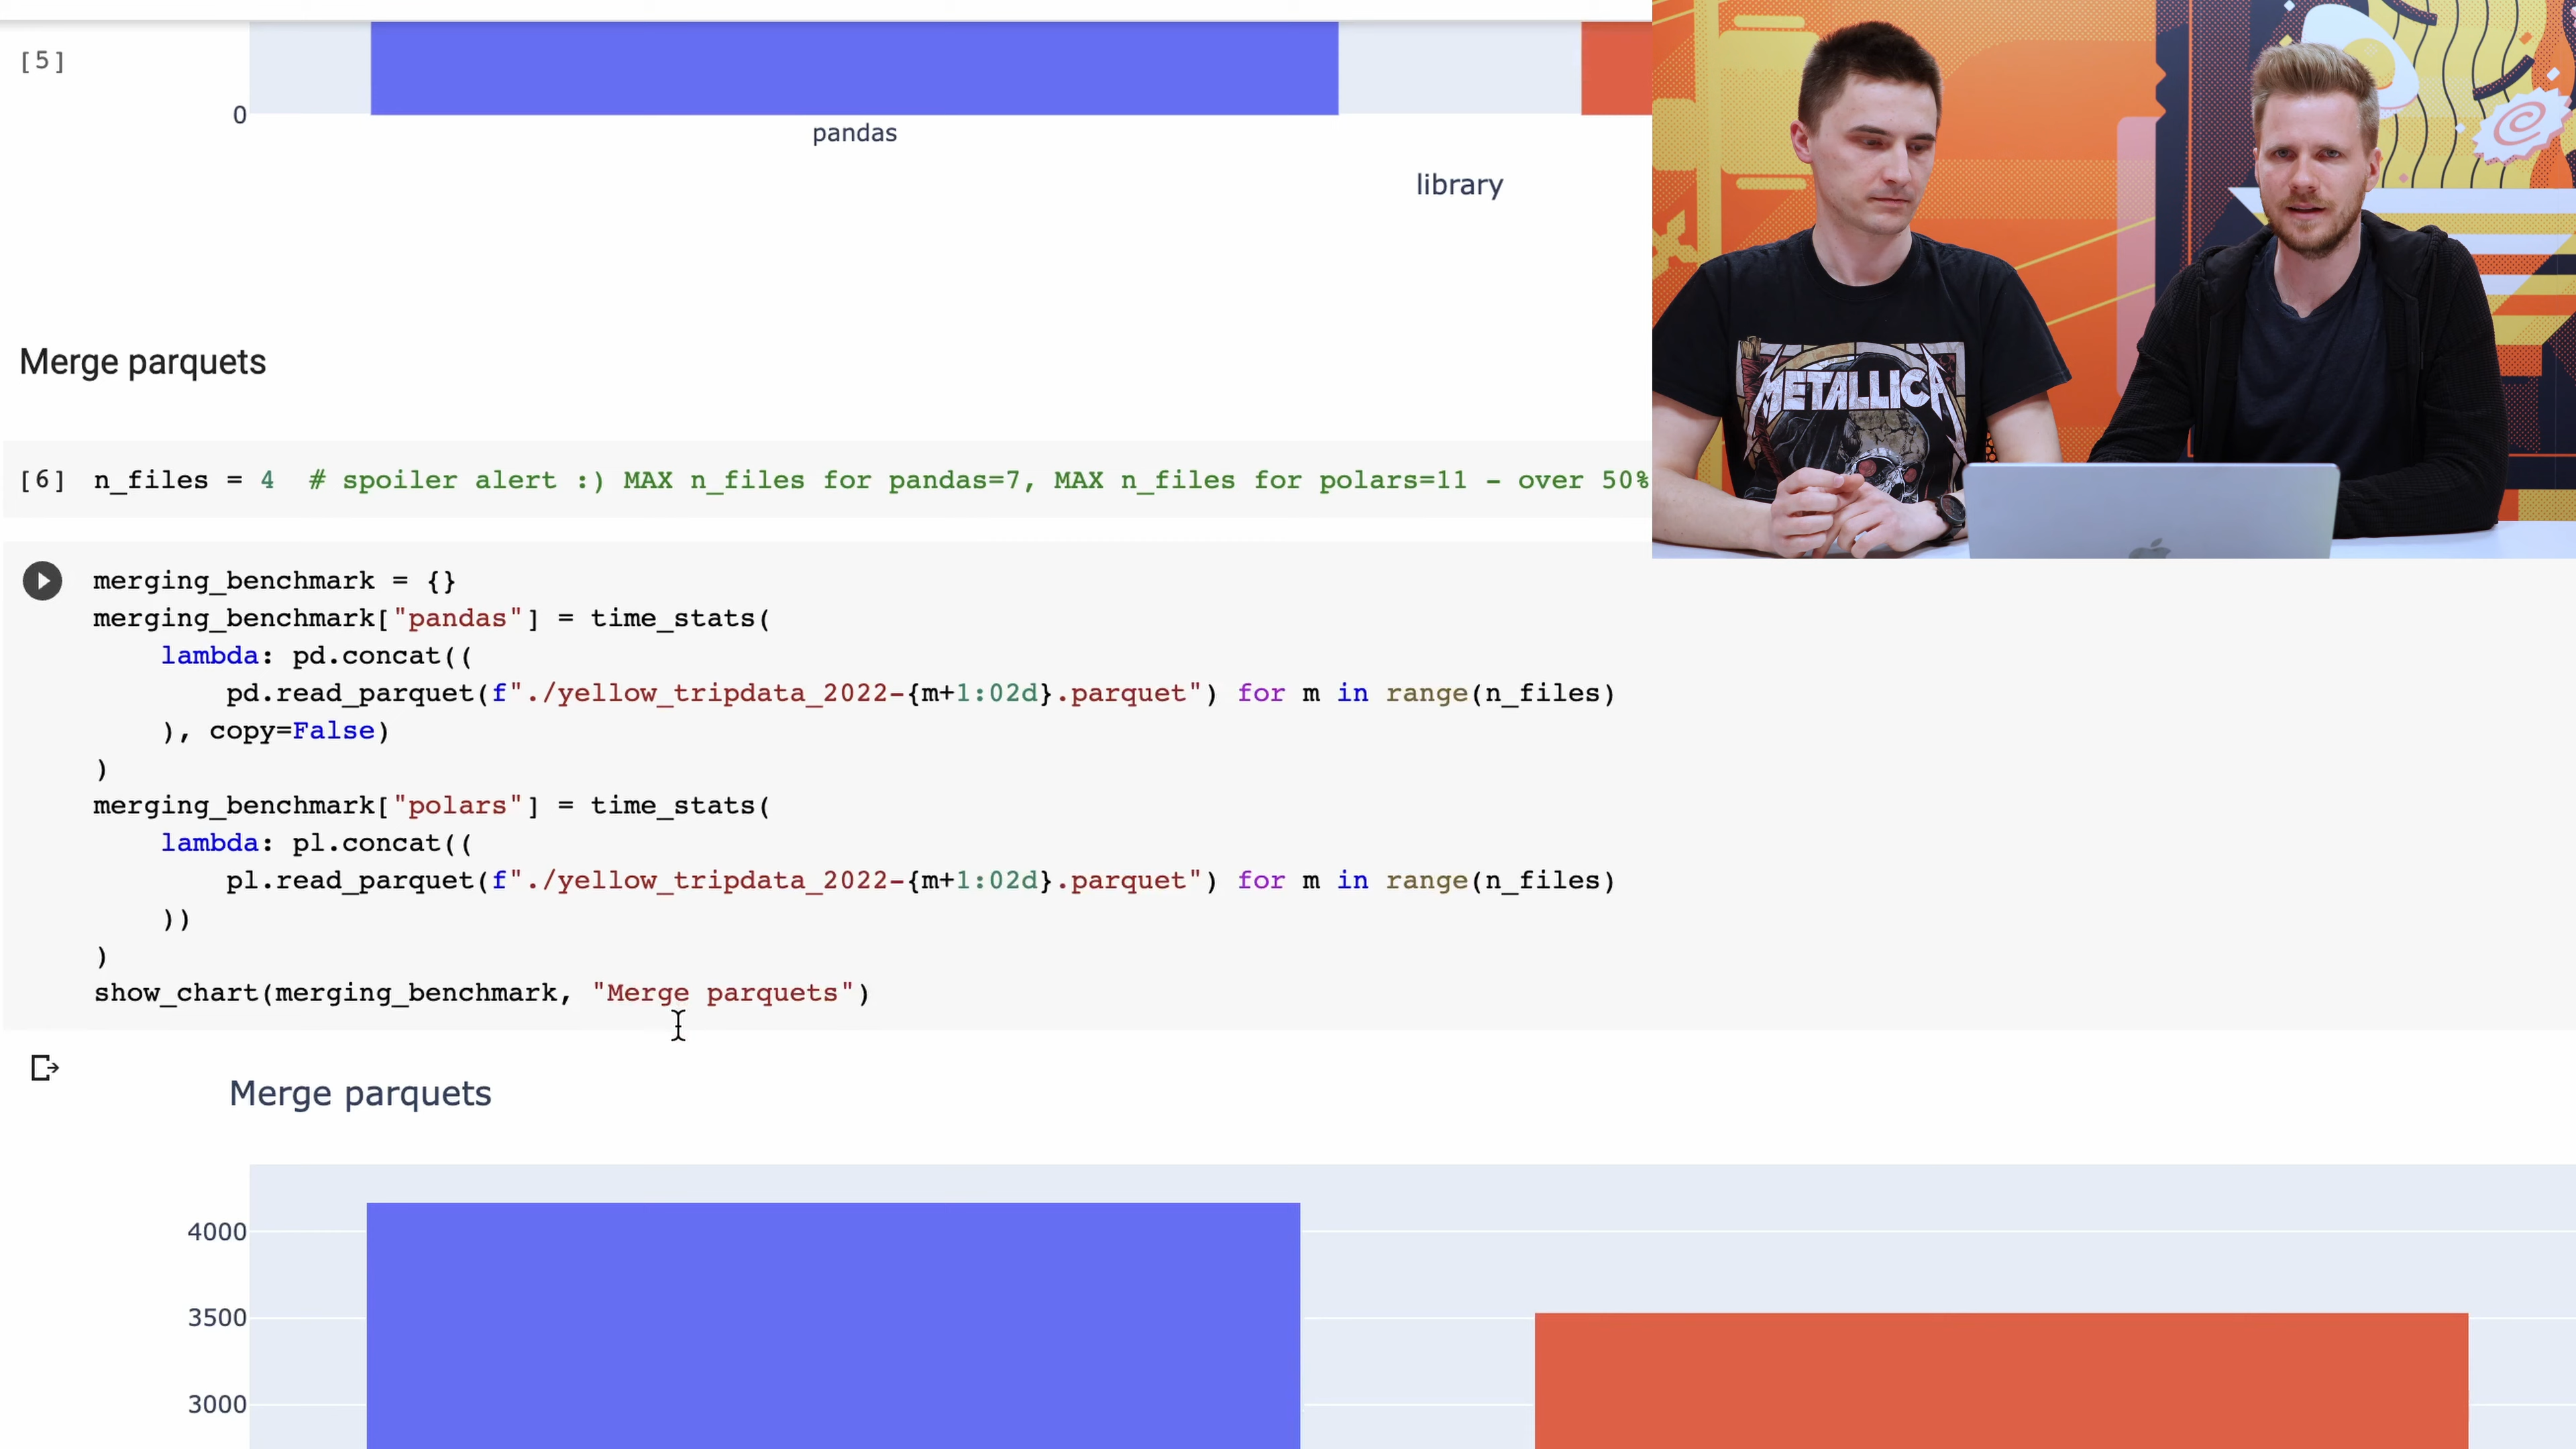 [5]
0
pandas
library
Merge parquets
[6] n_files = 4 # spoiler alert :) MAX n_files for pandas=7, MAX n_files for polars=11 - over 50%
METALLICA
merging_benchmark = {}
merging_benchmark["pandas"] = time_stats(
lambda: pd.concat((
pd.read_parquet(f"./yellow_tripdata_2022-{m+1:02d}.parquet") for m in range(n_files)
), copy=False)
)
merging_benchmark["polars"] = time_stats(
lambda: pl.concat((
pl.read_parquet(f"./yellow_tripdata_2022-{m+1:02d}.parquet") for m in range(n_files)
))
)
show_chart(merging_benchmark, "Merge parquets")
Merge parquets
4000
3500
3000